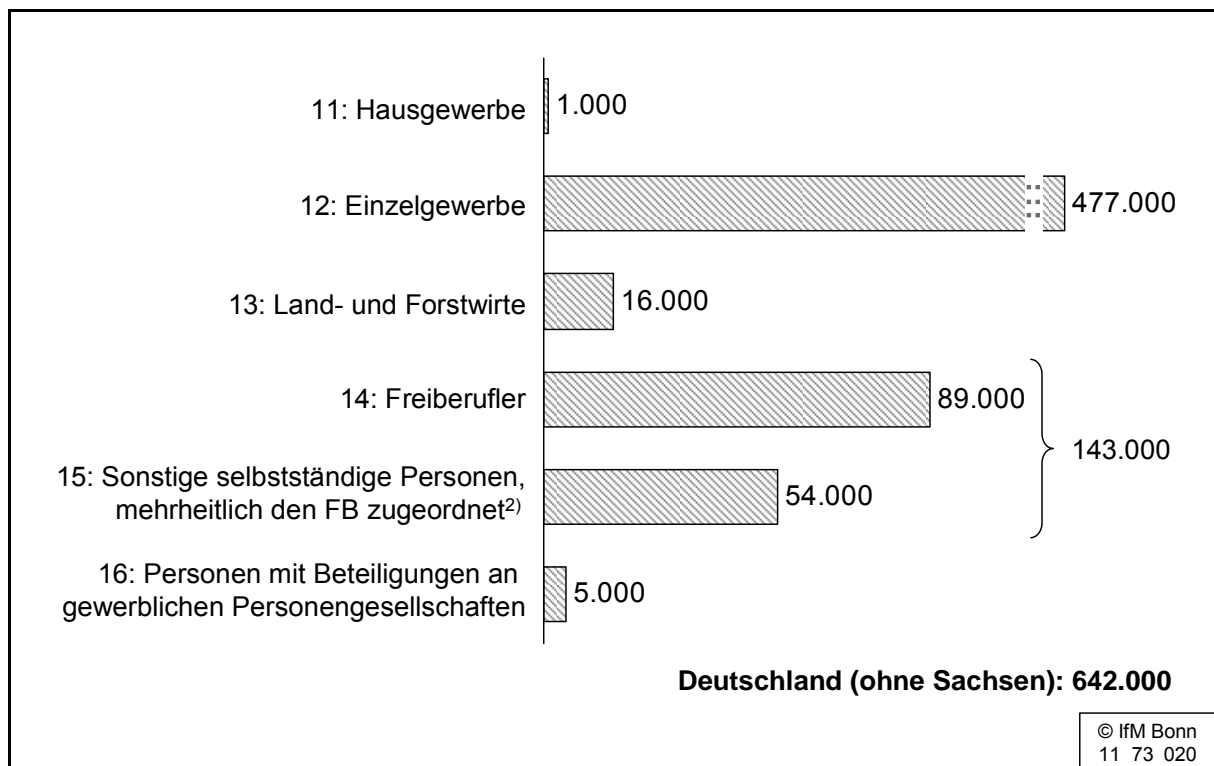 11: Hausgewerbe
1.000
12: Einzelgewerbe
477.000
13: Land- und Forstwirte
16.000
14: Freiberufler
89.000
15: Sonstige selbstständige Personen,
mehrheitlich den FB zugeordnet2)
54.000
143.000
16: Personen mit Beteiligungen an
gewerblichen Personengesellschaften
5.000
Deutschland (ohne Sachsen): 642.000
© IfM Bonn
11 73 020